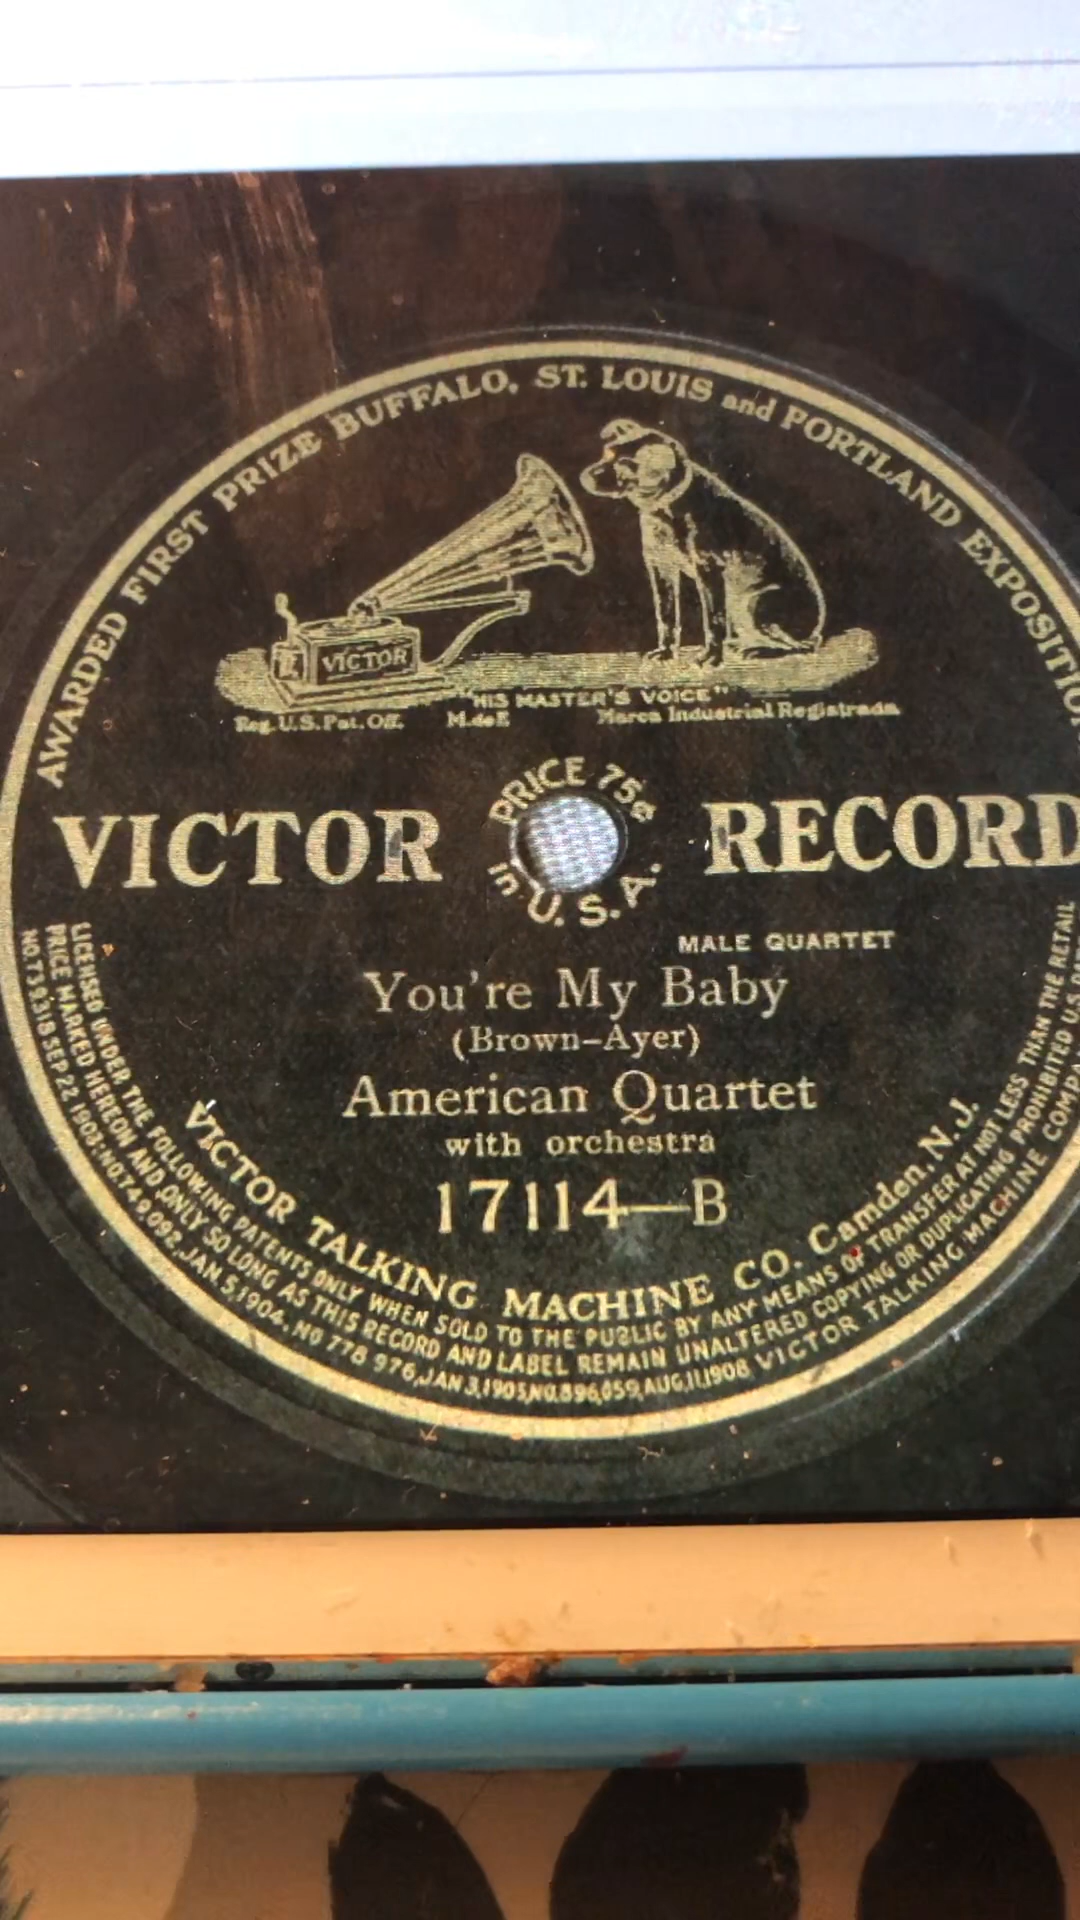 AWARDED FIRST PRIZE BUFFALO, ST. LOUIS and PORTLAND EXPOSITIO
VICTOR
"HIS MASTER'S VOICE"
Reg. U.S. Pat. Off. M. de F. Marca Industrial Registrada
PRICE 75¢
in U.S.A.
VICTOR RECORD
MALE QUARTET
You're My Baby
(Brown-Ayer)
American Quartet
with orchestra
17114—B
VICTOR TALKING MACHINE CO. Camden, N.J.
LICENSED UNDER THE FOLLOWING PATENTS ONLY WHEN SOLD TO THE PUBLIC BY ANY MEANS OF TRANSFER AT NOT LESS THAN THE RETAIL
PRICE MARKED HEREON AND ONLY SO LONG AS THIS RECORD AND LABEL REMAIN UNALTERED COPYING OR DUPLICATING PROHIBITED U.S. PAT
NO 739318 SEP 22 1903. NO. 749092, JAN. 5, 1904. NO 778 976, JAN 3, 1905, NO. 896,059, AUG, 11, 1908 VICTOR TALKING MACHINE COMPA